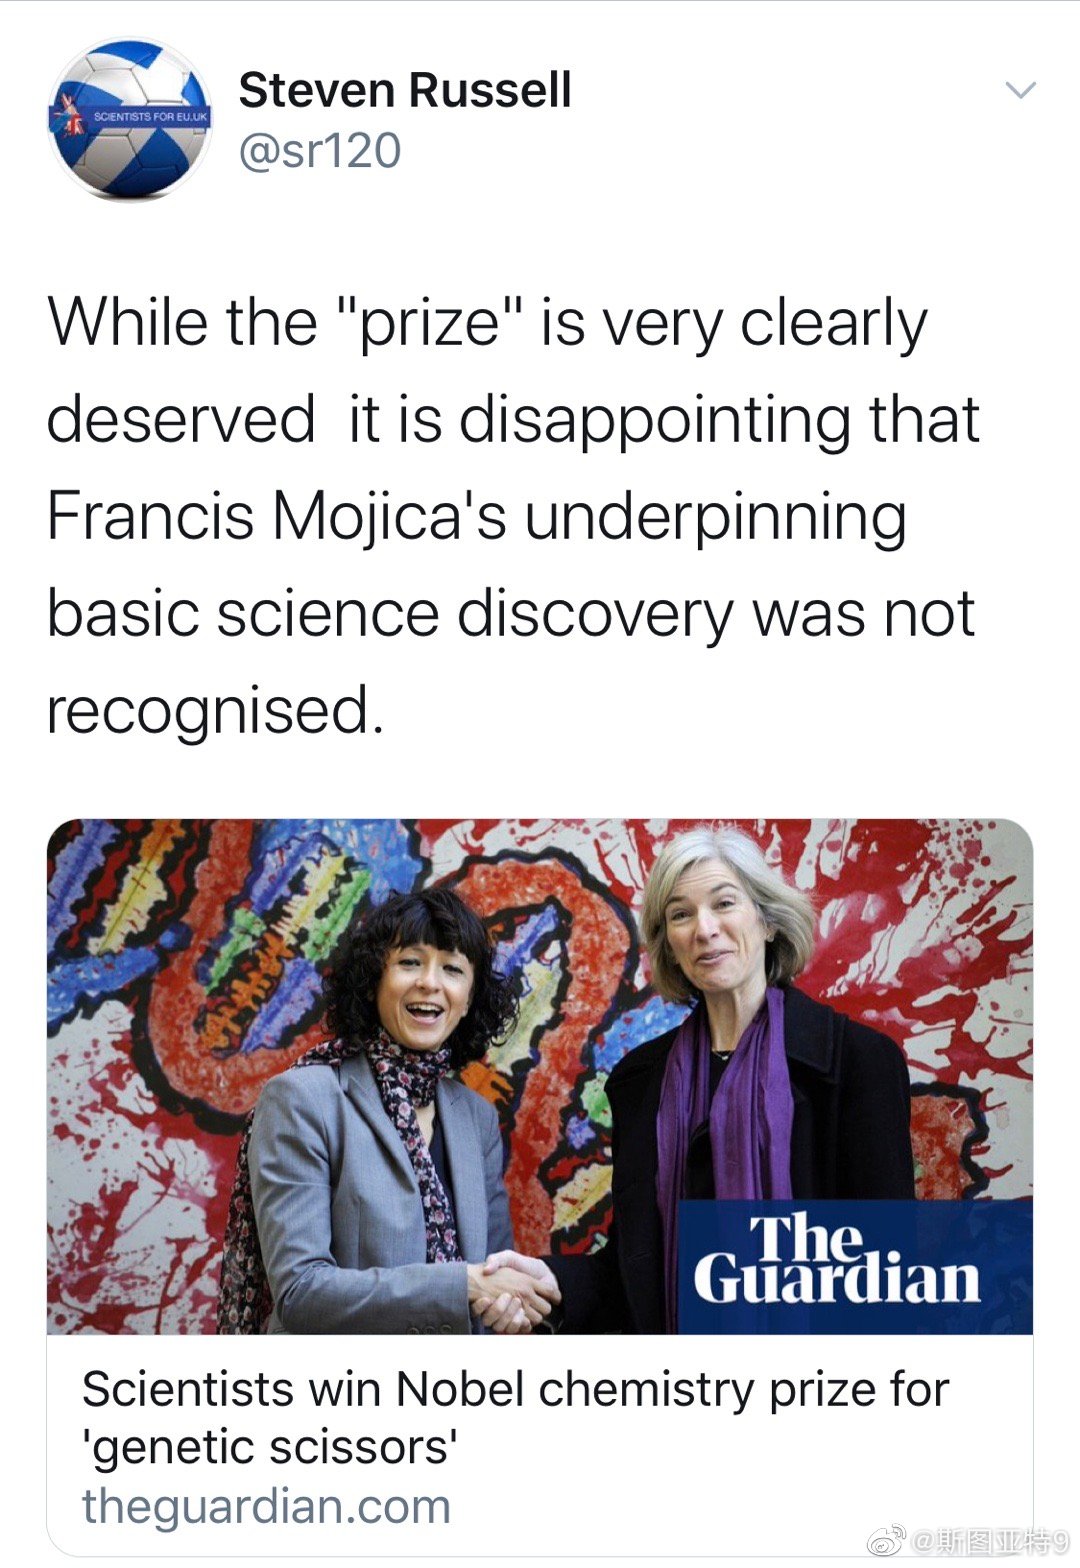 SCIENTISTS FOR EU.UK
Steven Russell
@sr120
While the "prize" is very clearly
deserved  it is disappointing that
Francis Mojica's underpinning
basic science discovery was not
recognised.
The
Guardian
Scientists win Nobel chemistry prize for
'genetic scissors'
theguardian.com
@斯图亚特9